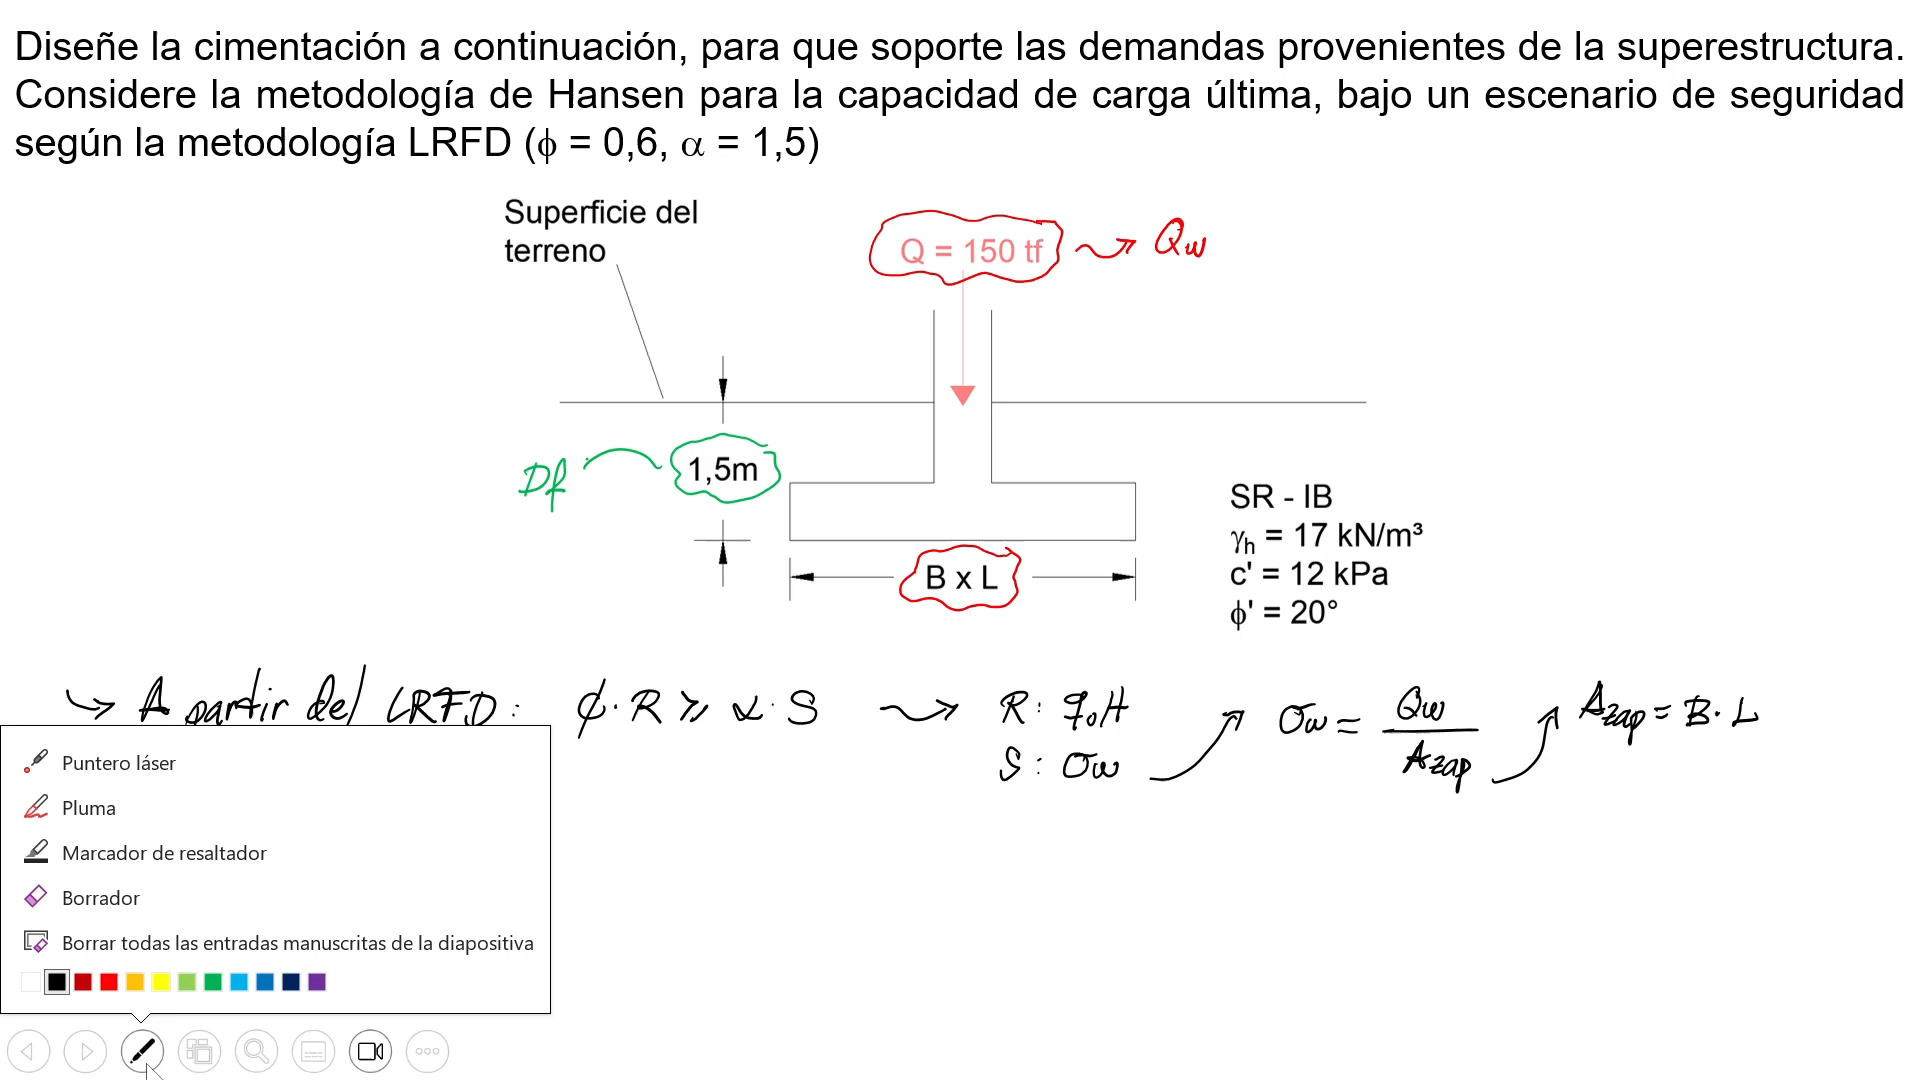 Diseñe la cimentación a continuación, para que soporte las demandas provenientes de la superestructura.
Considere la metodología de Hansen para la capacidad de carga última, bajo un escenario de seguridad
según la metodología LRFD (ϕ = 0,6, α = 1,5)
Superficie del
terreno
Q = 150 tf
Qw
Df
1,5m
B x L
SR - IB
γh = 17 kN/m³
c' = 12 kPa
ϕ' = 20°
A partir del LRFD: ϕ·R ≥ α·S
R: qoH
S: σw
σw = Qw / Azap
Azap = B·L
Puntero láser
Pluma
Marcador de resaltador
Borrador
Borrar todas las entradas manuscritas de la diapositiva